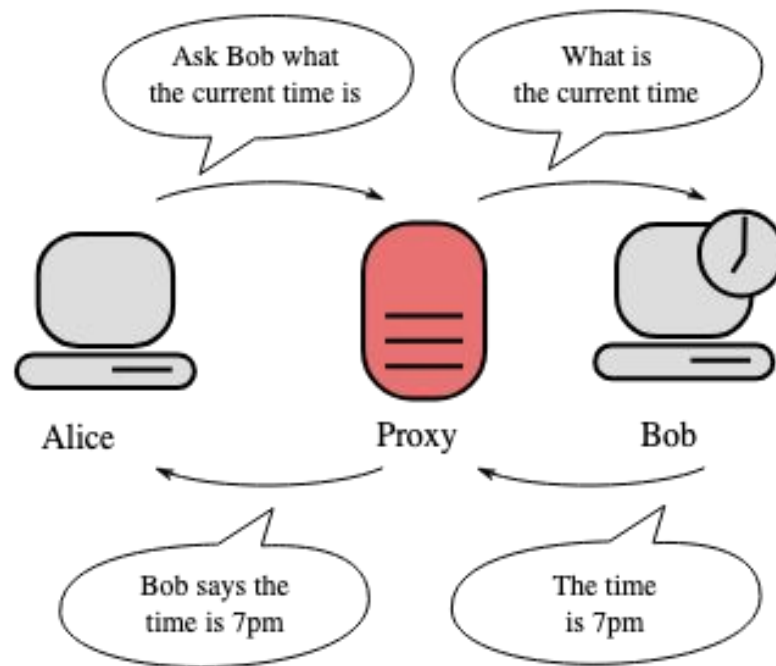 Ask Bob what
the current time is
What is
the current time
Alice
Proxy
Bob
Bob says the
time is 7pm
The time
is 7pm